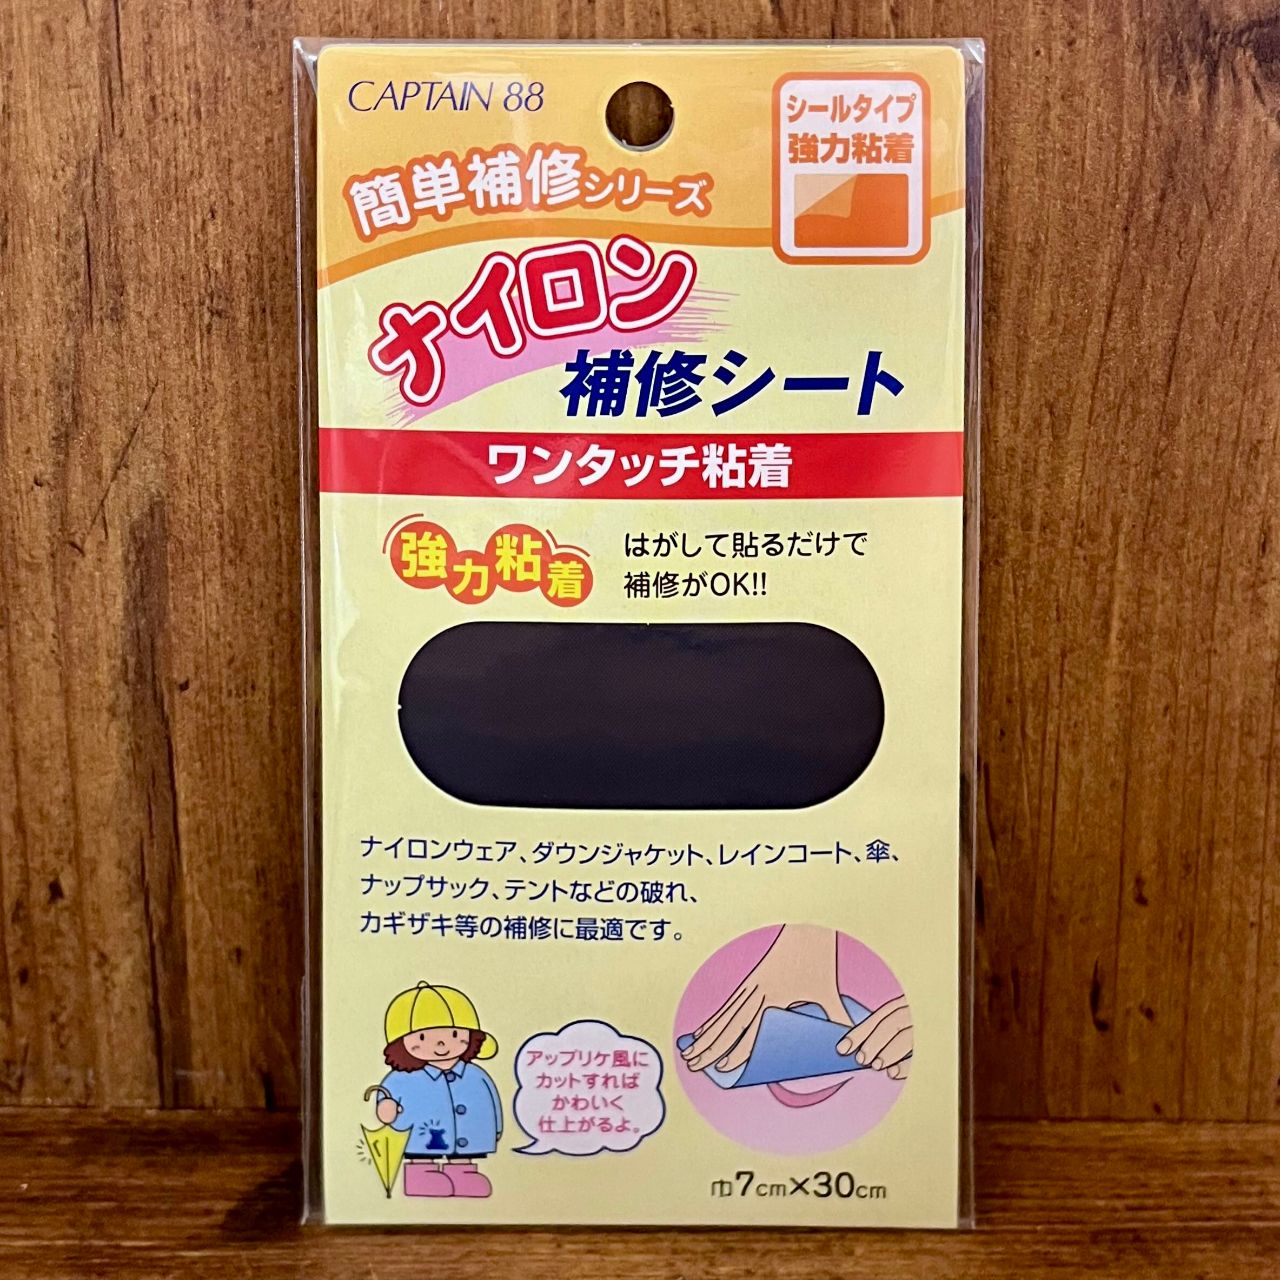 CAPTAIN 88
シールタイプ
強力粘着
簡単補修シリーズ
ナイロン
補修シート
ワンタッチ粘着
強力粘着
はがして貼るだけで
補修がOK!!
ナイロンウェア、ダウンジャケット、レインコート、傘、
ナップサック、テントなどの破れ、
カギザキ等の補修に最適です。
アップリケ風に
カットすれば
かわいく
仕上がるよ。
巾7cm×30cm